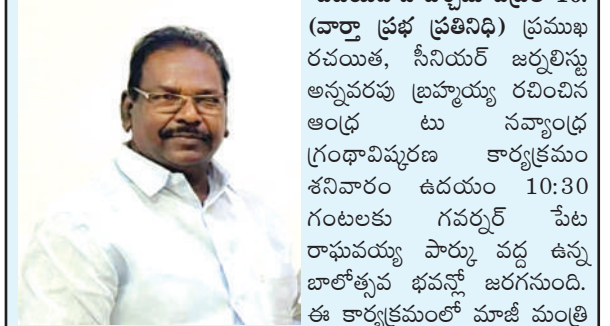 (వార్తా ప్రభ ప్రతినిధి) ప్రముఖ
రచయిత, సీనియర్ జర్నలిస్టు
అన్నవరపు బ్రహ్మయ్య రచించిన
ఆంధ్ర టు నవ్యాంధ్ర
గ్రంథావిష్కరణ కార్యక్రమం
శనివారం ఉదయం 10:30
గంటలకు గవర్నర్ పేట
రాఘవయ్య పార్కు వద్ద ఉన్న
బాలోత్సవ భవన్లో జరగనుంది.
ఈ కార్యక్రమంలో మాజీ మంత్రి